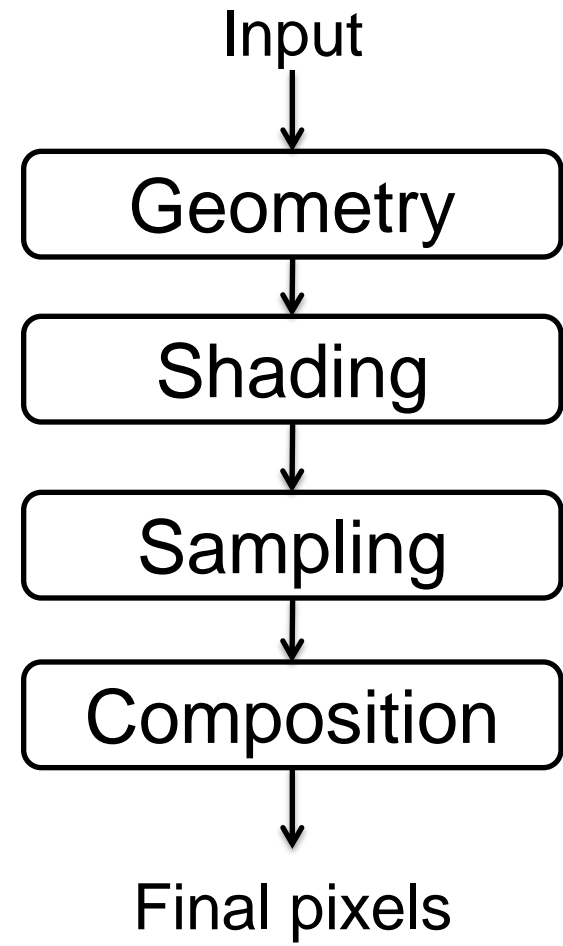 Input
Geometry
Shading
Sampling
Composition
Final pixels